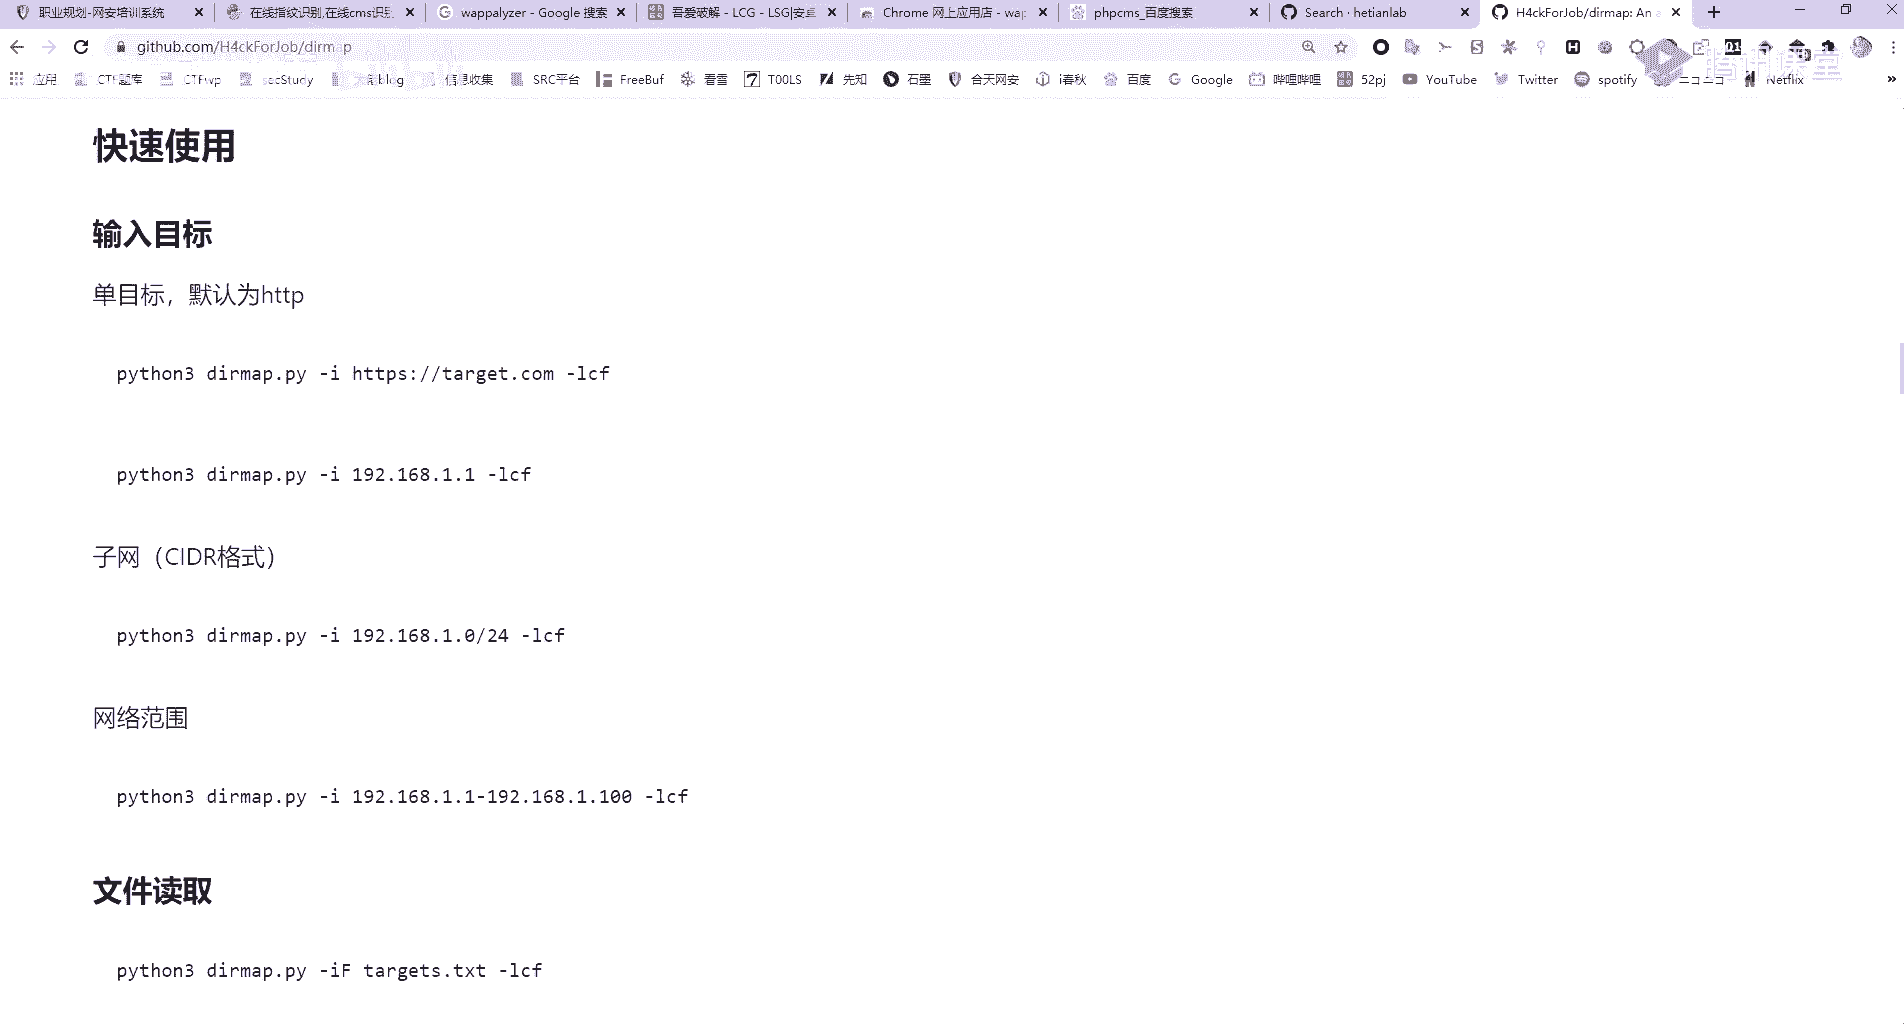 职业规划-网安培训系统
在线指纹识别,在线cms识别
wappalyzer - Google 搜索
吾爱破解 - LCG - LSG|安卓
Chrome 网上应用店 - wap
phpcms_百度搜索
Search · hetianlab
H4ckForJob/dirmap: An a
github.com/H4ckForJob/dirmap
应用
CTF题库
CTFwp
secStudy
blog
信息收集
SRC平台
FreeBuf
看雪
T00LS
先知
石墨
合天网安
i春秋
百度
Google
哔哩哔哩
52pj
YouTube
Twitter
spotify
ニコニコ
Netflix
腾讯课堂
快速使用
输入目标
单目标，默认为http
python3 dirmap.py -i https://target.com -lcf
python3 dirmap.py -i 192.168.1.1 -lcf
子网（CIDR格式）
python3 dirmap.py -i 192.168.1.0/24 -lcf
网络范围
python3 dirmap.py -i 192.168.1.1-192.168.1.100 -lcf
文件读取
python3 dirmap.py -iF targets.txt -lcf